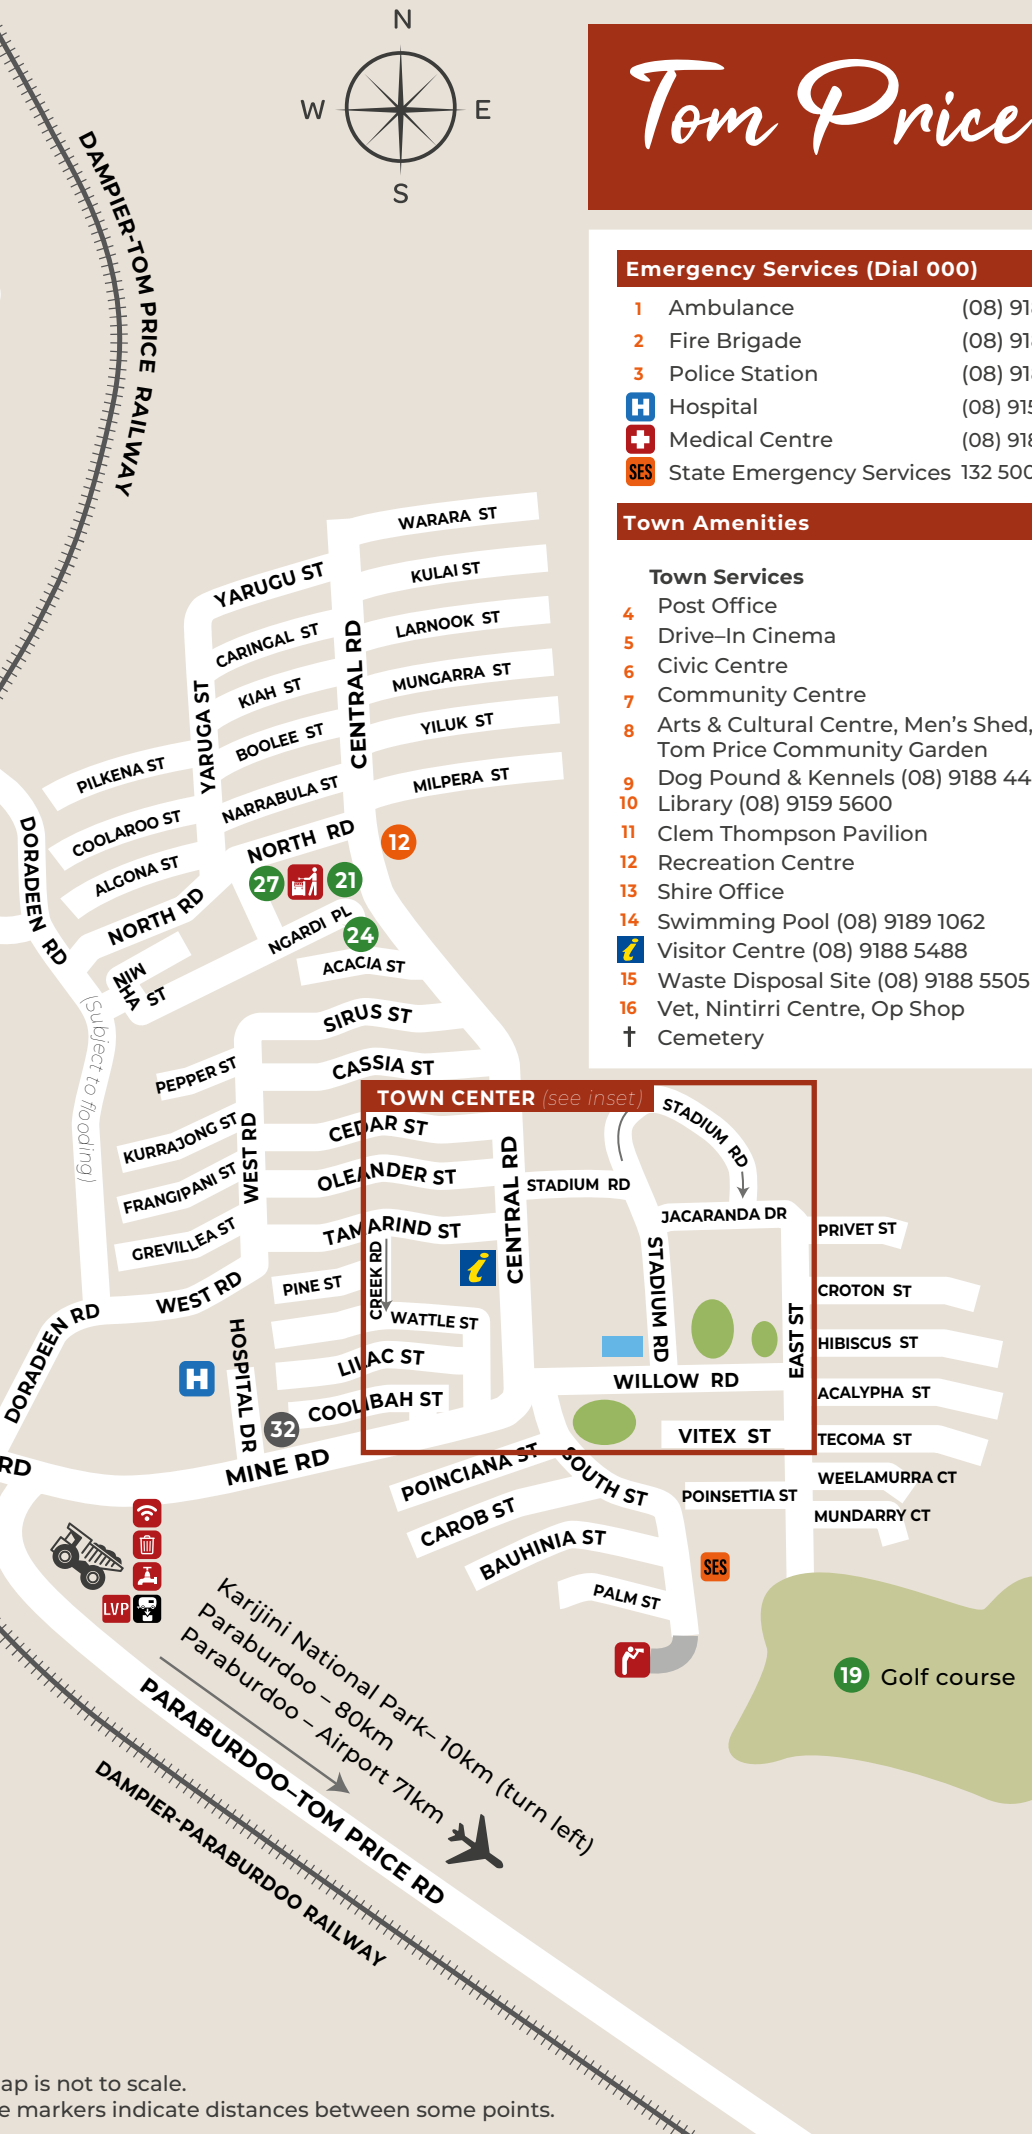 N
W
E
S
Tom Price
DAMPIER-TOM PRICE RAILWAY
Emergency Services (Dial 000)
1 Ambulance (08) 918
2 Fire Brigade (08) 918
3 Police Station (08) 918
H Hospital (08) 915
Medical Centre (08) 918
SES State Emergency Services 132 500
Town Amenities
Town Services
4 Post Office
5 Drive–In Cinema
6 Civic Centre
7 Community Centre
8 Arts & Cultural Centre, Men's Shed,
Tom Price Community Garden
9 Dog Pound & Kennels (08) 9188 44
10 Library (08) 9159 5600
11 Clem Thompson Pavilion
12 Recreation Centre
13 Shire Office
14 Swimming Pool (08) 9189 1062
i Visitor Centre (08) 9188 5488
15 Waste Disposal Site (08) 9188 5505
16 Vet, Nintirri Centre, Op Shop
† Cemetery
WARARA ST
YARUGU ST
KULAI ST
CARINGAL ST
LARNOOK ST
CENTRAL RD
KIAH ST
MUNGARRA ST
YARUGA ST
BOOLEE ST
YILUK ST
PILKENA ST
NARRABULA ST
MILPERA ST
COOLAROO ST
DORADEEN RD
NORTH RD
12
ALGONA ST
27
21
NORTH RD
NGARDI PL
24
ACACIA ST
MIN
HA ST
(Subject to flooding)
SIRUS ST
PEPPER ST
CASSIA ST
TOWN CENTER (see inset)
KURRAJONG ST
WEST RD
CEDAR ST
STADIUM RD
FRANGIPANI ST
OLEANDER ST
CENTRAL RD
STADIUM RD
GREVILLEA ST
TAMARIND ST
JACARANDA DR
PRIVET ST
CREEK RD
i
STADIUM RD
WEST RD
PINE ST
CROTON ST
DORADEEN RD
WATTLE ST
EAST ST
HIBISCUS ST
HOSPITAL DR
LILAC ST
H
WILLOW RD
ACALYPHA ST
COOLIBAH ST
32
VITEX ST
TECOMA ST
RD
MINE RD
POINCIANA ST
SOUTH ST
WEELAMURRA CT
POINSETTIA ST
MUNDARRY CT
CAROB ST
BAUHINIA ST
SES
PALM ST
LVP
Karijini National Park– 10km (turn left)
Paraburdoo – 80km
Paraburdoo – Airport 71km
19 Golf course
PARABURDOO–TOM PRICE RD
DAMPIER-PARABURDOO RAILWAY
ap is not to scale.
e markers indicate distances between some points.